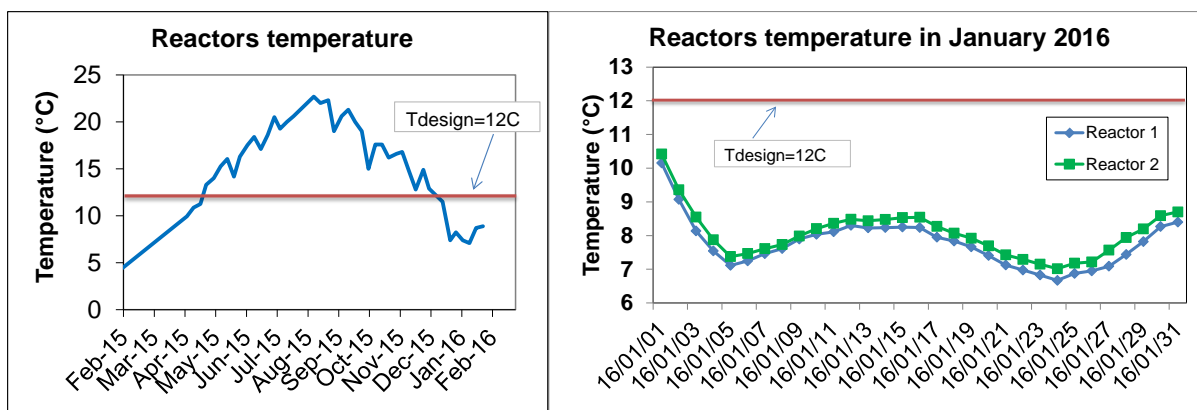 Reactors temperature
Temperature (°C)
25
20
15
10
5
0
Tdesign=12C
Feb-15
Mar-15
Apr-15
May-15
Jun-15
Jul-15
Aug-15
Sep-15
Oct-15
Nov-15
Dec-15
Jan-16
Feb-16
Reactors temperature in January 2016
Temperature (°C)
13
12
11
10
9
8
7
6
Tdesign=12C
Reactor 1
Reactor 2
16/01/01
16/01/03
16/01/05
16/01/07
16/01/09
16/01/11
16/01/13
16/01/15
16/01/17
16/01/19
16/01/21
16/01/23
16/01/25
16/01/27
16/01/29
16/01/31